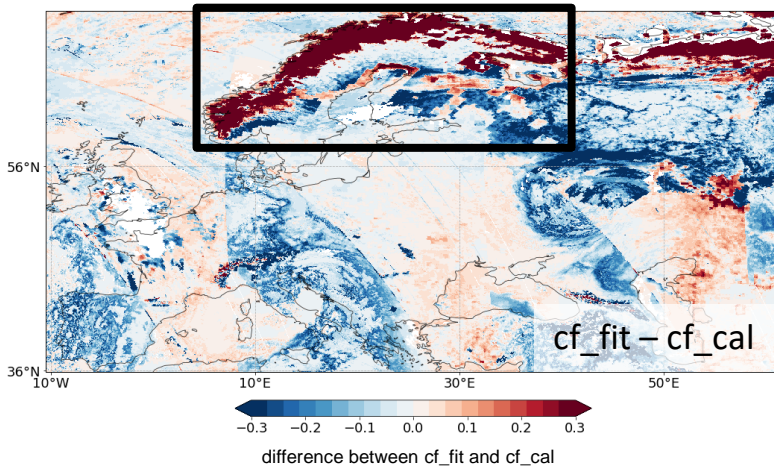 56°N
cf_fit – cf_cal
36°N
10°W 10°E 30°E 50°E
−0.3 −0.2 −0.1 0.0 0.1 0.2 0.3
difference between cf_fit and cf_cal